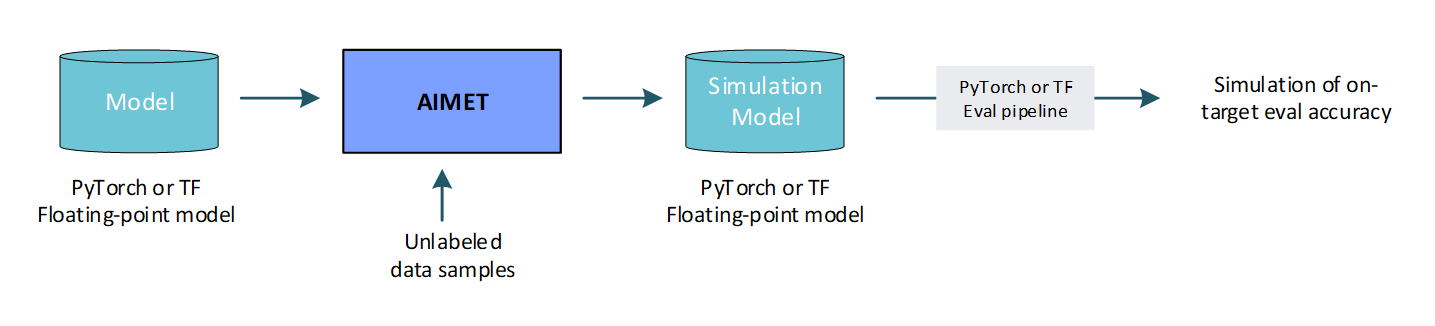 Model
PyTorch or TF
Floating-point model
AIMET
Unlabeled
data samples
Simulation
Model
PyTorch or TF
Floating-point model
PyTorch or TF
Eval pipeline
Simulation of on-
target eval accuracy